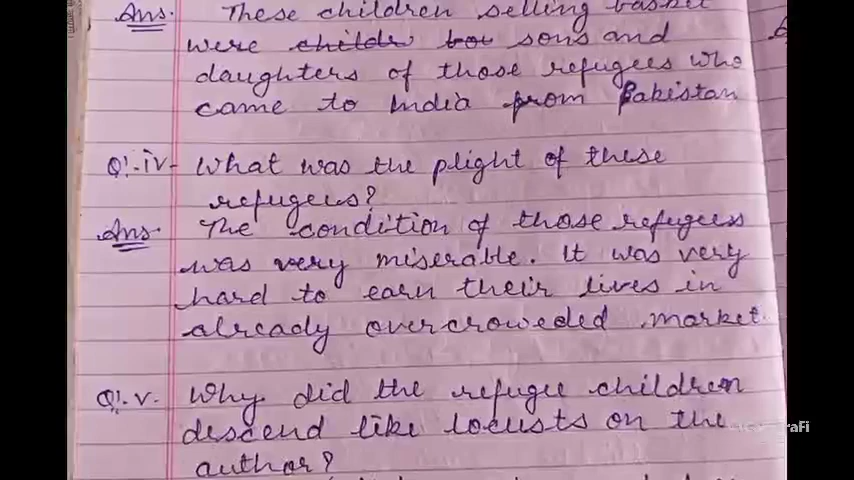 Ans. These children selling basket
were childr bo sons and
daughters of those refugees who
came to India from Pakistan
Q!-iv- What was the plight of these
refugees?
Ans. The condition of those refugees
was very miserable. It was very
hard to earn their lives in
already overcroweded market.
Q!-v. Why did the refugee children
descend like locusts on the
author?